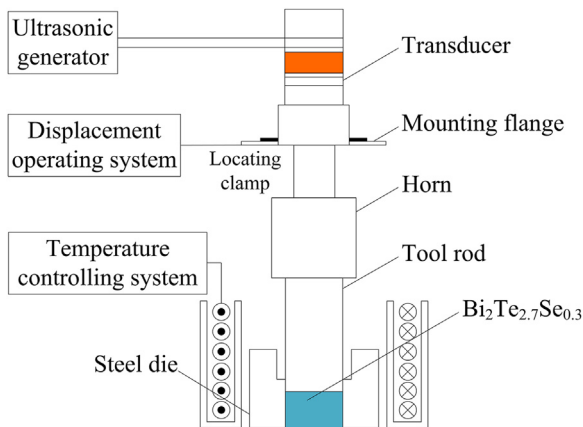 Ultrasonic
generator
Transducer
Displacement
operating system
Mounting flange
Locating
clamp
Horn
Temperature
controlling system
Tool rod
Bi₂Te₂.₇Se₀.₃
Steel die